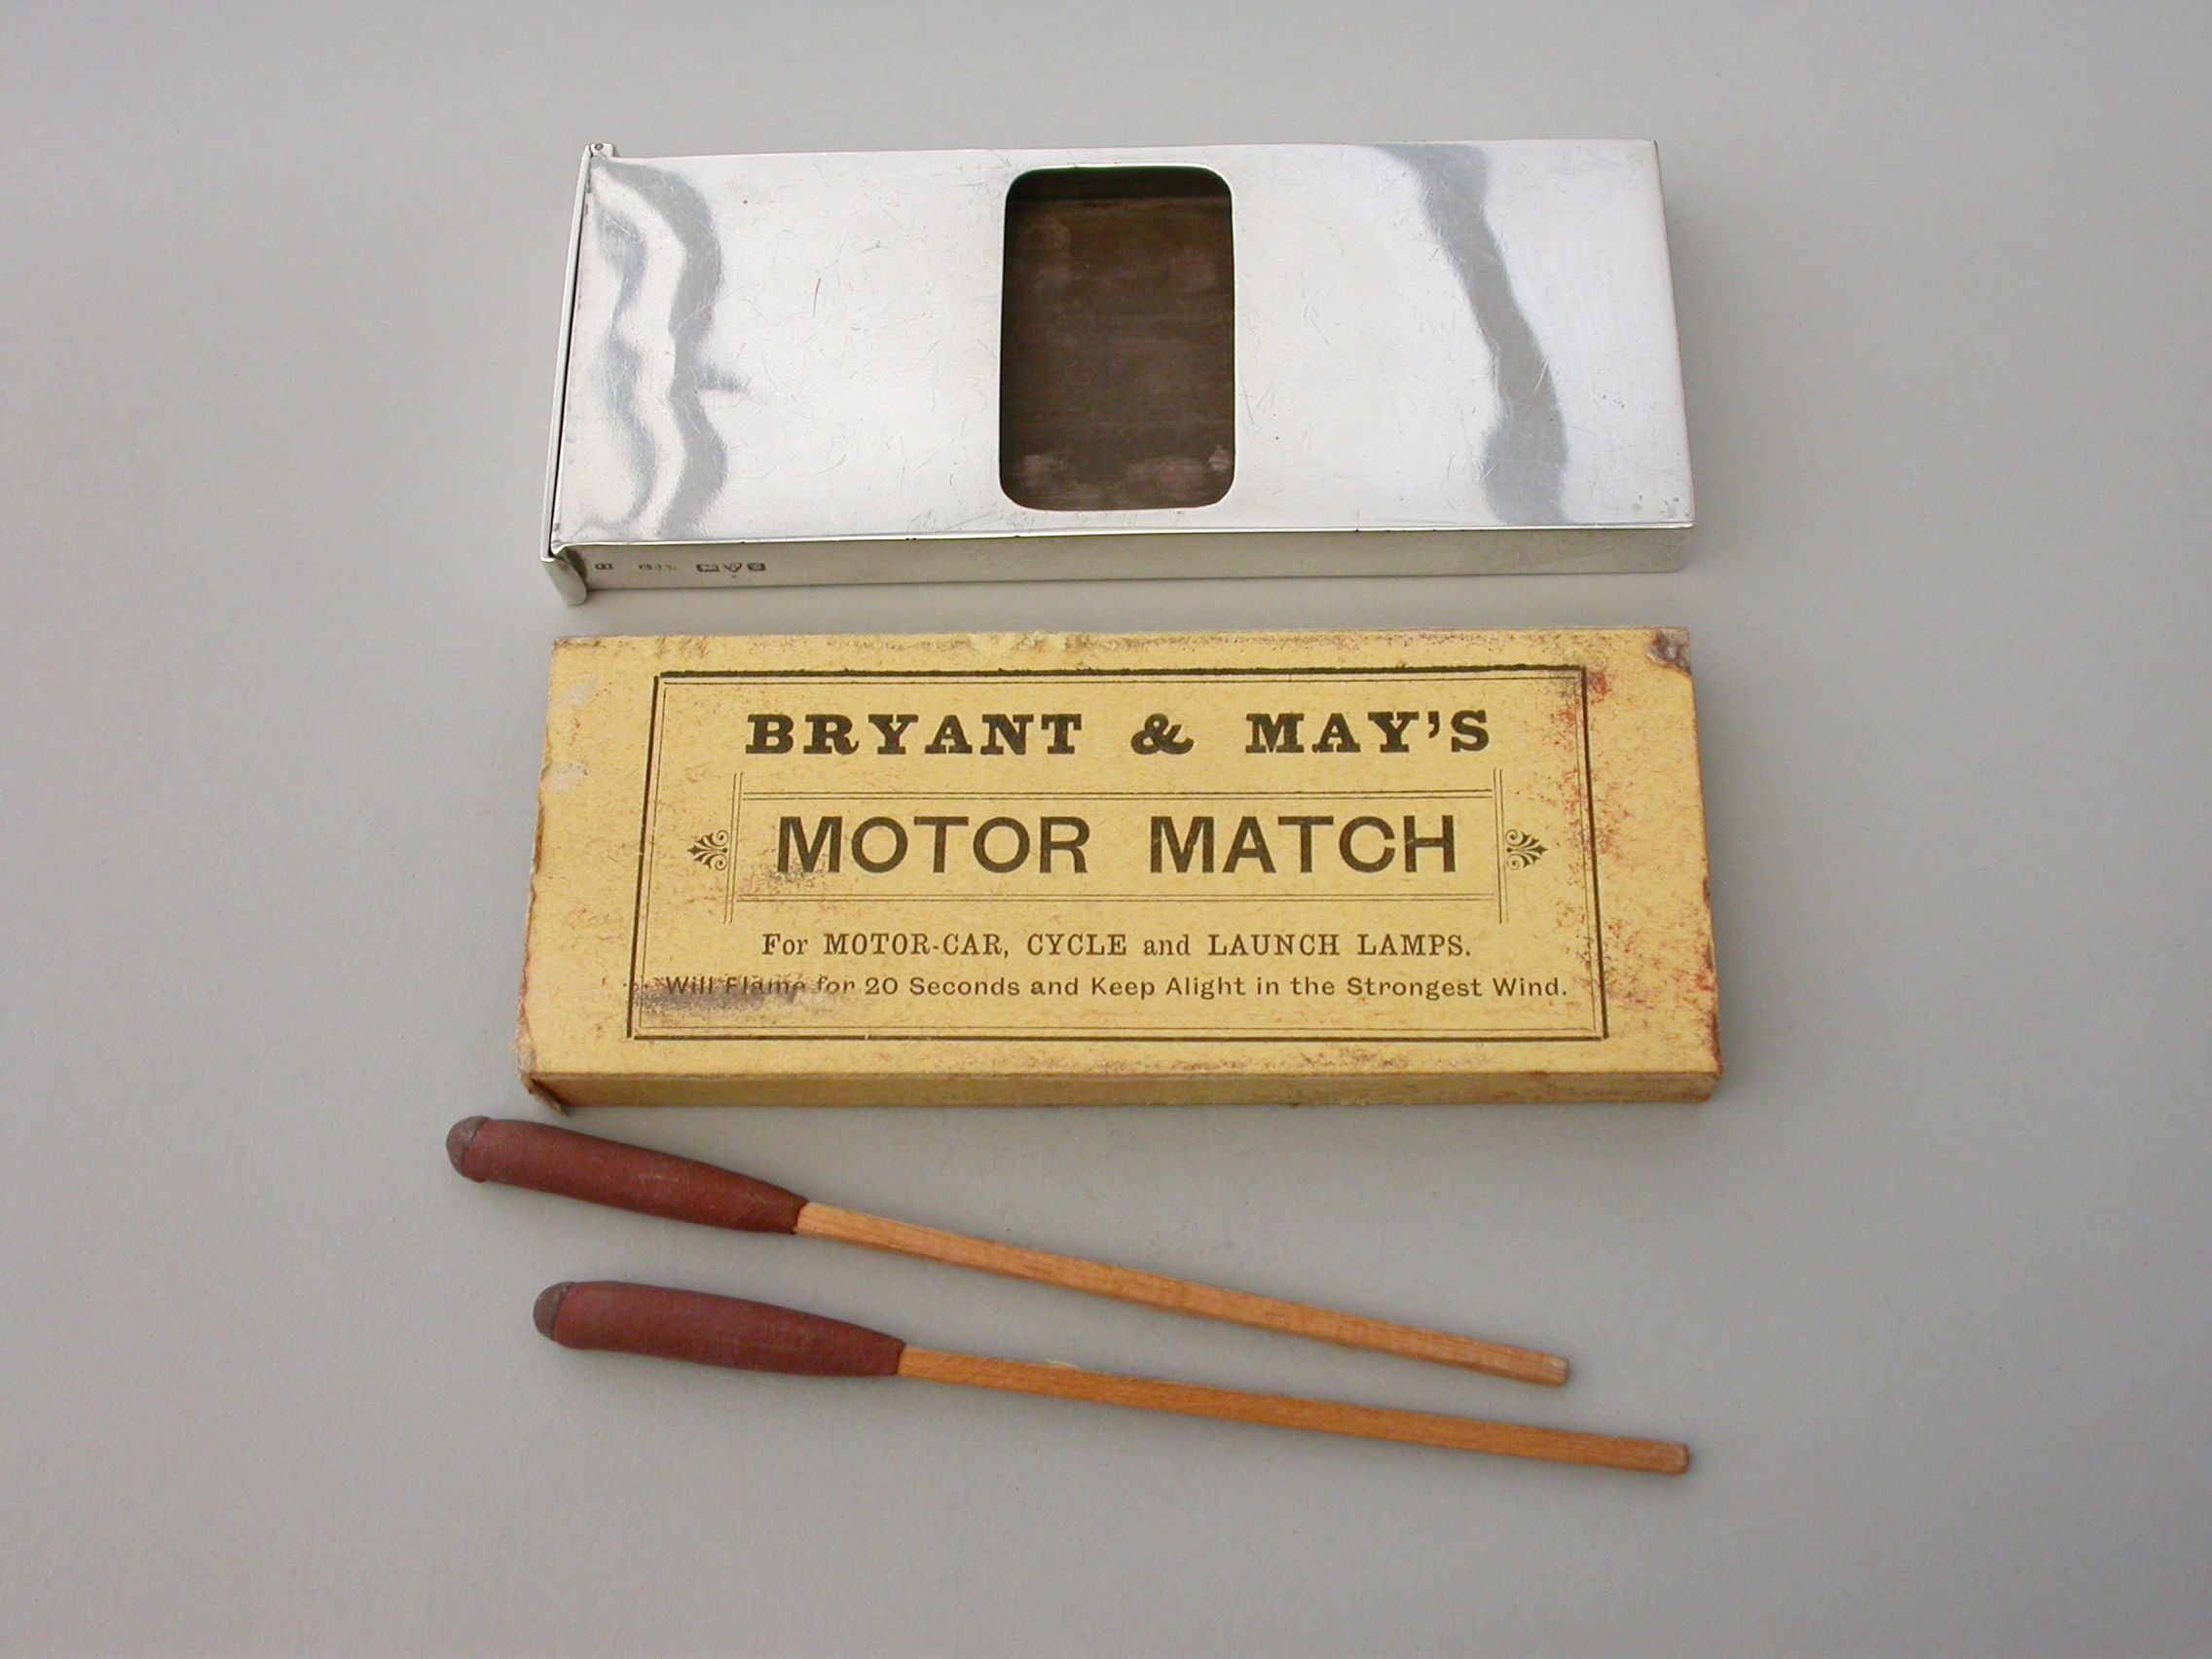 BRYANT & MAY'S
MOTOR MATCH
For MOTOR-CAR, CYCLE and LAUNCH LAMPS.
Will Flame for 20 Seconds and Keep Alight in the Strongest Wind.